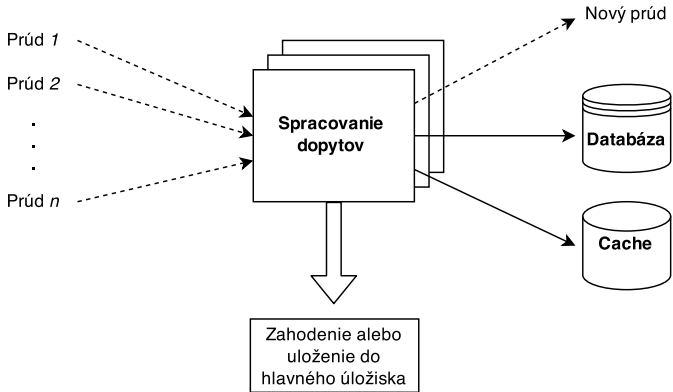 Prúd 1
Prúd 2
.
.
.
Prúd n
Spracovanie
dopytov
Nový prúd
Databáza
Cache
Zahodenie alebo
uloženie do
hlavného úložiska